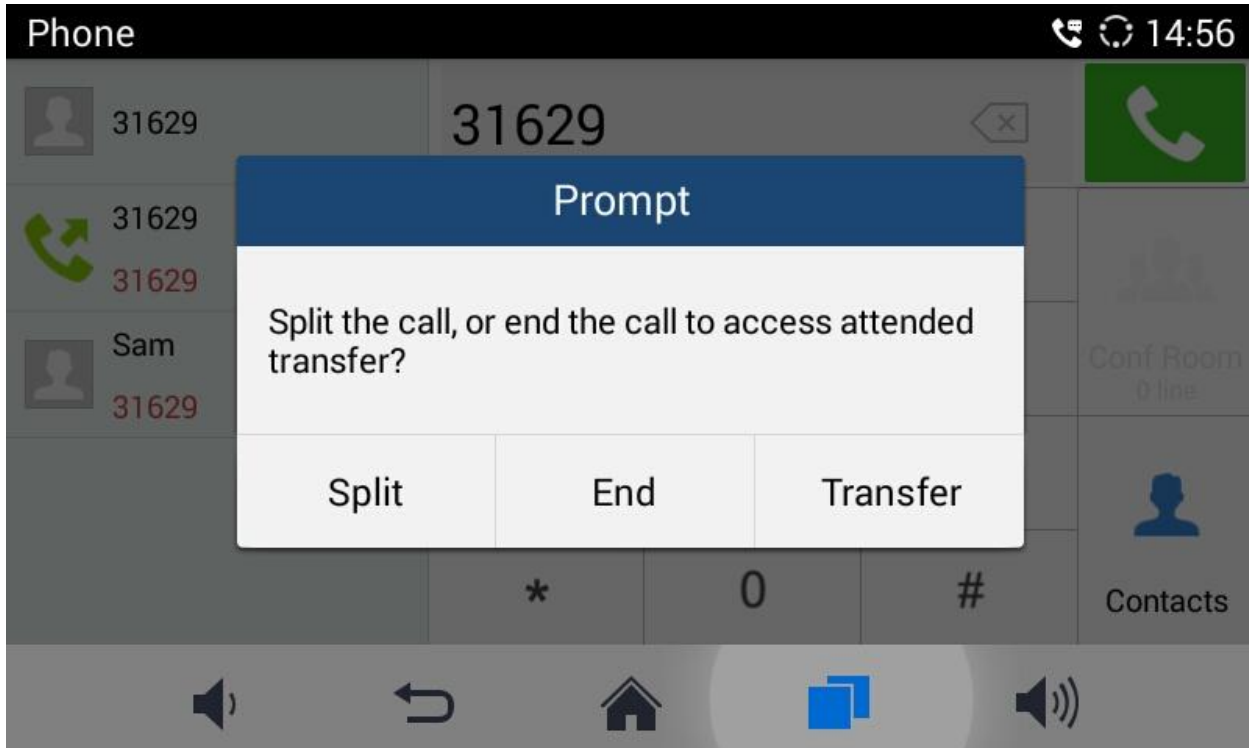 Phone
14:56
31629
31629
31629
31629
Sam
31629
Prompt
Split the call, or end the call to access attended
transfer?
Split
End
Transfer
Conf Room
0 line
*
0
#
Contacts